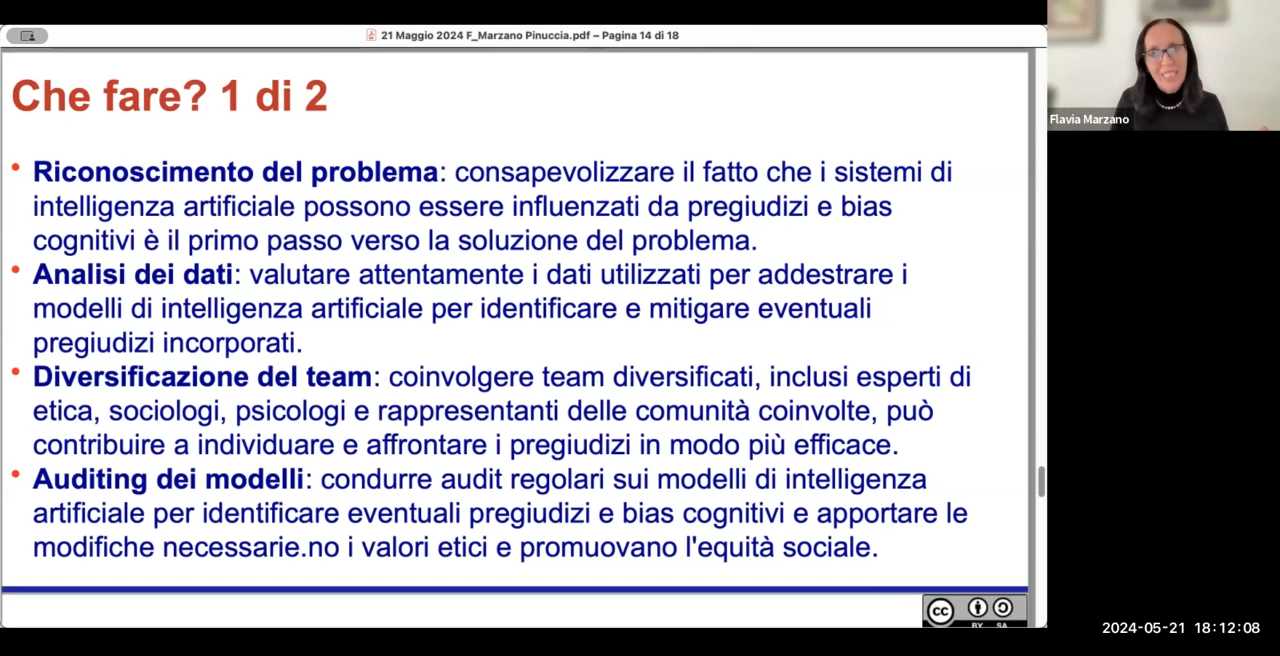 21 Maggio 2024 F_Marzano Pinuccia.pdf – Pagina 14 di 18
Che fare? 1 di 2
• Riconoscimento del problema: consapevolizzare il fatto che i sistemi di
intelligenza artificiale possono essere influenzati da pregiudizi e bias
cognitivi è il primo passo verso la soluzione del problema.
• Analisi dei dati: valutare attentamente i dati utilizzati per addestrare i
modelli di intelligenza artificiale per identificare e mitigare eventuali
pregiudizi incorporati.
• Diversificazione del team: coinvolgere team diversificati, inclusi esperti di
etica, sociologi, psicologi e rappresentanti delle comunità coinvolte, può
contribuire a individuare e affrontare i pregiudizi in modo più efficace.
• Auditing dei modelli: condurre audit regolari sui modelli di intelligenza
artificiale per identificare eventuali pregiudizi e bias cognitivi e apportare le
modifiche necessarie.no i valori etici e promuovano l'equità sociale.
cc
BY SA
Flavia Marzano
2024-05-21 18:12:08